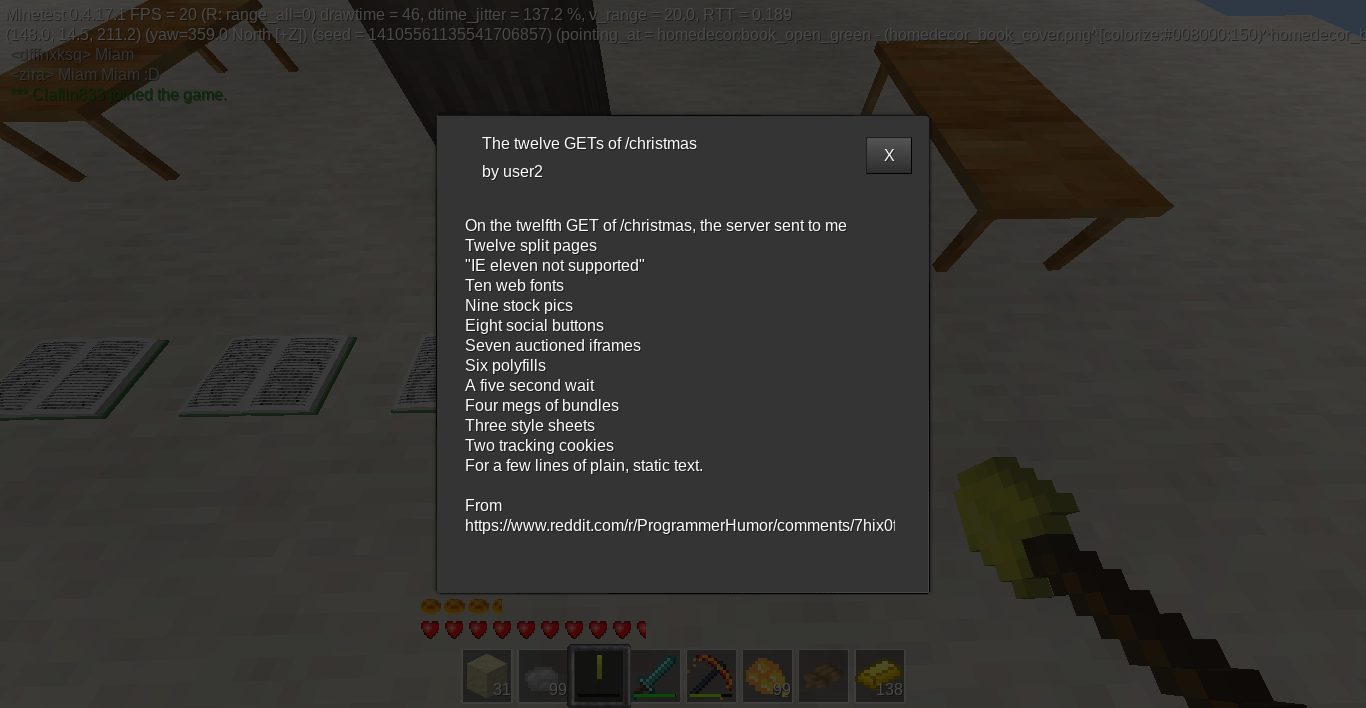 Minetest 0.4.17.1 FPS = 20 (R: range_all=0) drawtime = 46, dtime_jitter = 137.2 %, v_range = 20.0, RTT = 0.189
(148.0, 14.5, 211.2) (yaw=359.0 North [+Z]) (seed = 14105561135541706857) (pointing_at = homedecor:book_open_green - (homedecor_book_cover.png^[colorize:#008000:150)^homedecor_b
<djfjnxksq> Miam
<zira> Miam Miam :D
joined the game.
The twelve GETs of /christmas
X
by user2
On the twelfth GET of /christmas, the server sent to me
Twelve split pages
"IE eleven not supported"
Ten web fonts
Nine stock pics
Eight social buttons
Seven auctioned iframes
Six polyfills
A five second wait
Four megs of bundles
Three style sheets
Two tracking cookies
For a few lines of plain, static text.
From
https://www.reddit.com/r/ProgrammerHumor/comments/7hix0f
31
99
99
138